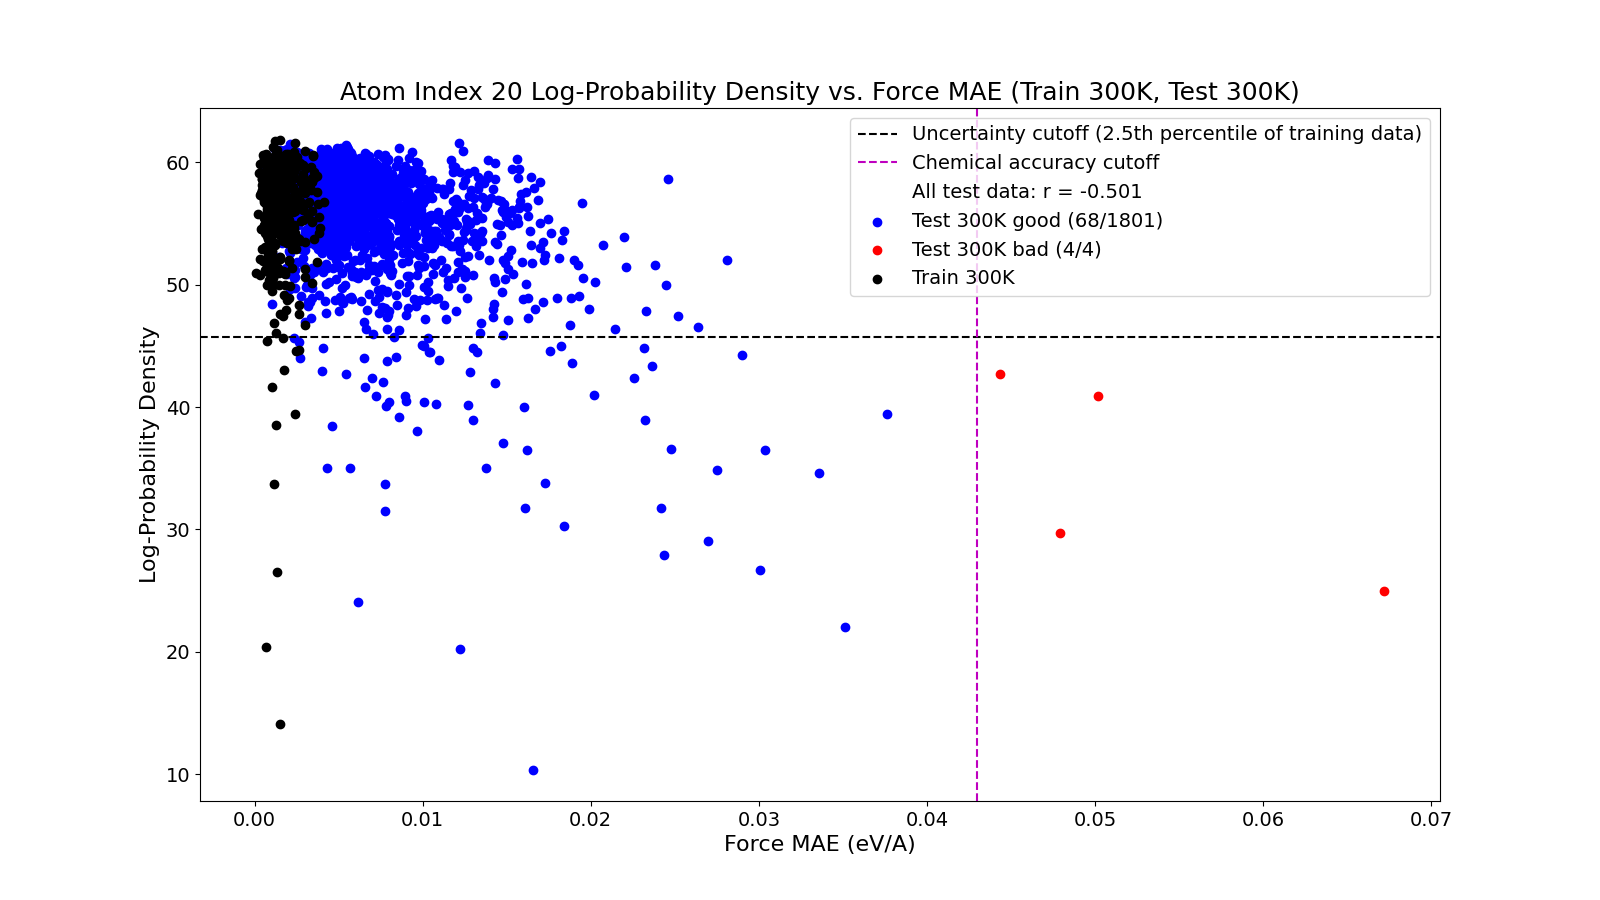 Atom Index 20 Log-Probability Density vs. Force MAE (Train 300K, Test 300K)
Uncertainty cutoff (2.5th percentile of training data)
Chemical accuracy cutoff
All test data: r = -0.501
Test 300K good (68/1801)
Test 300K bad (4/4)
Train 300K
Log-Probability Density
60
50
40
30
20
10
0.00 0.01 0.02 0.03 0.04 0.05 0.06 0.07
Force MAE (eV/A)